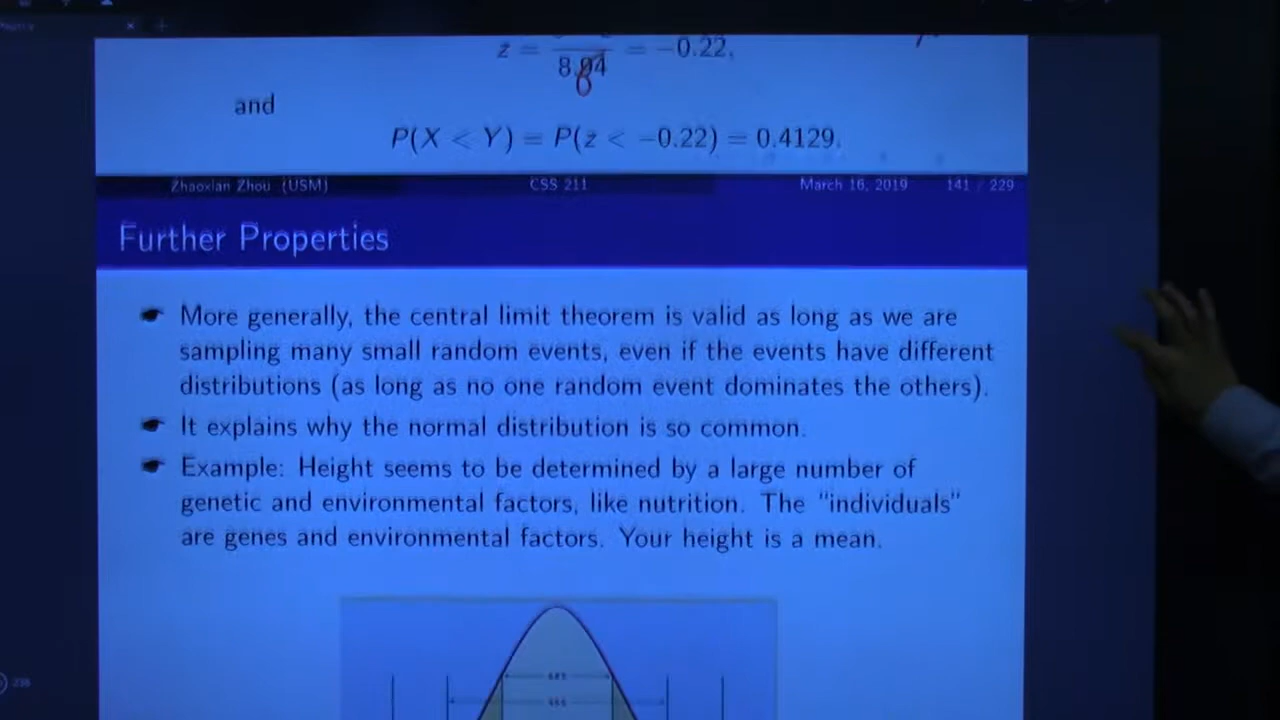 z = 8.94 = −0.22,
and
P(X < Y) = P(z < −0.22) = 0.4129.
Zhaoxian Zhou (USM) CSS 211 March 16, 2019 141 / 229
Further Properties
More generally, the central limit theorem is valid as long as we are
sampling many small random events, even if the events have different
distributions (as long as no one random event dominates the others).
It explains why the normal distribution is so common.
Example: Height seems to be determined by a large number of
genetic and environmental factors, like nutrition. The “individuals”
are genes and environmental factors. Your height is a mean.